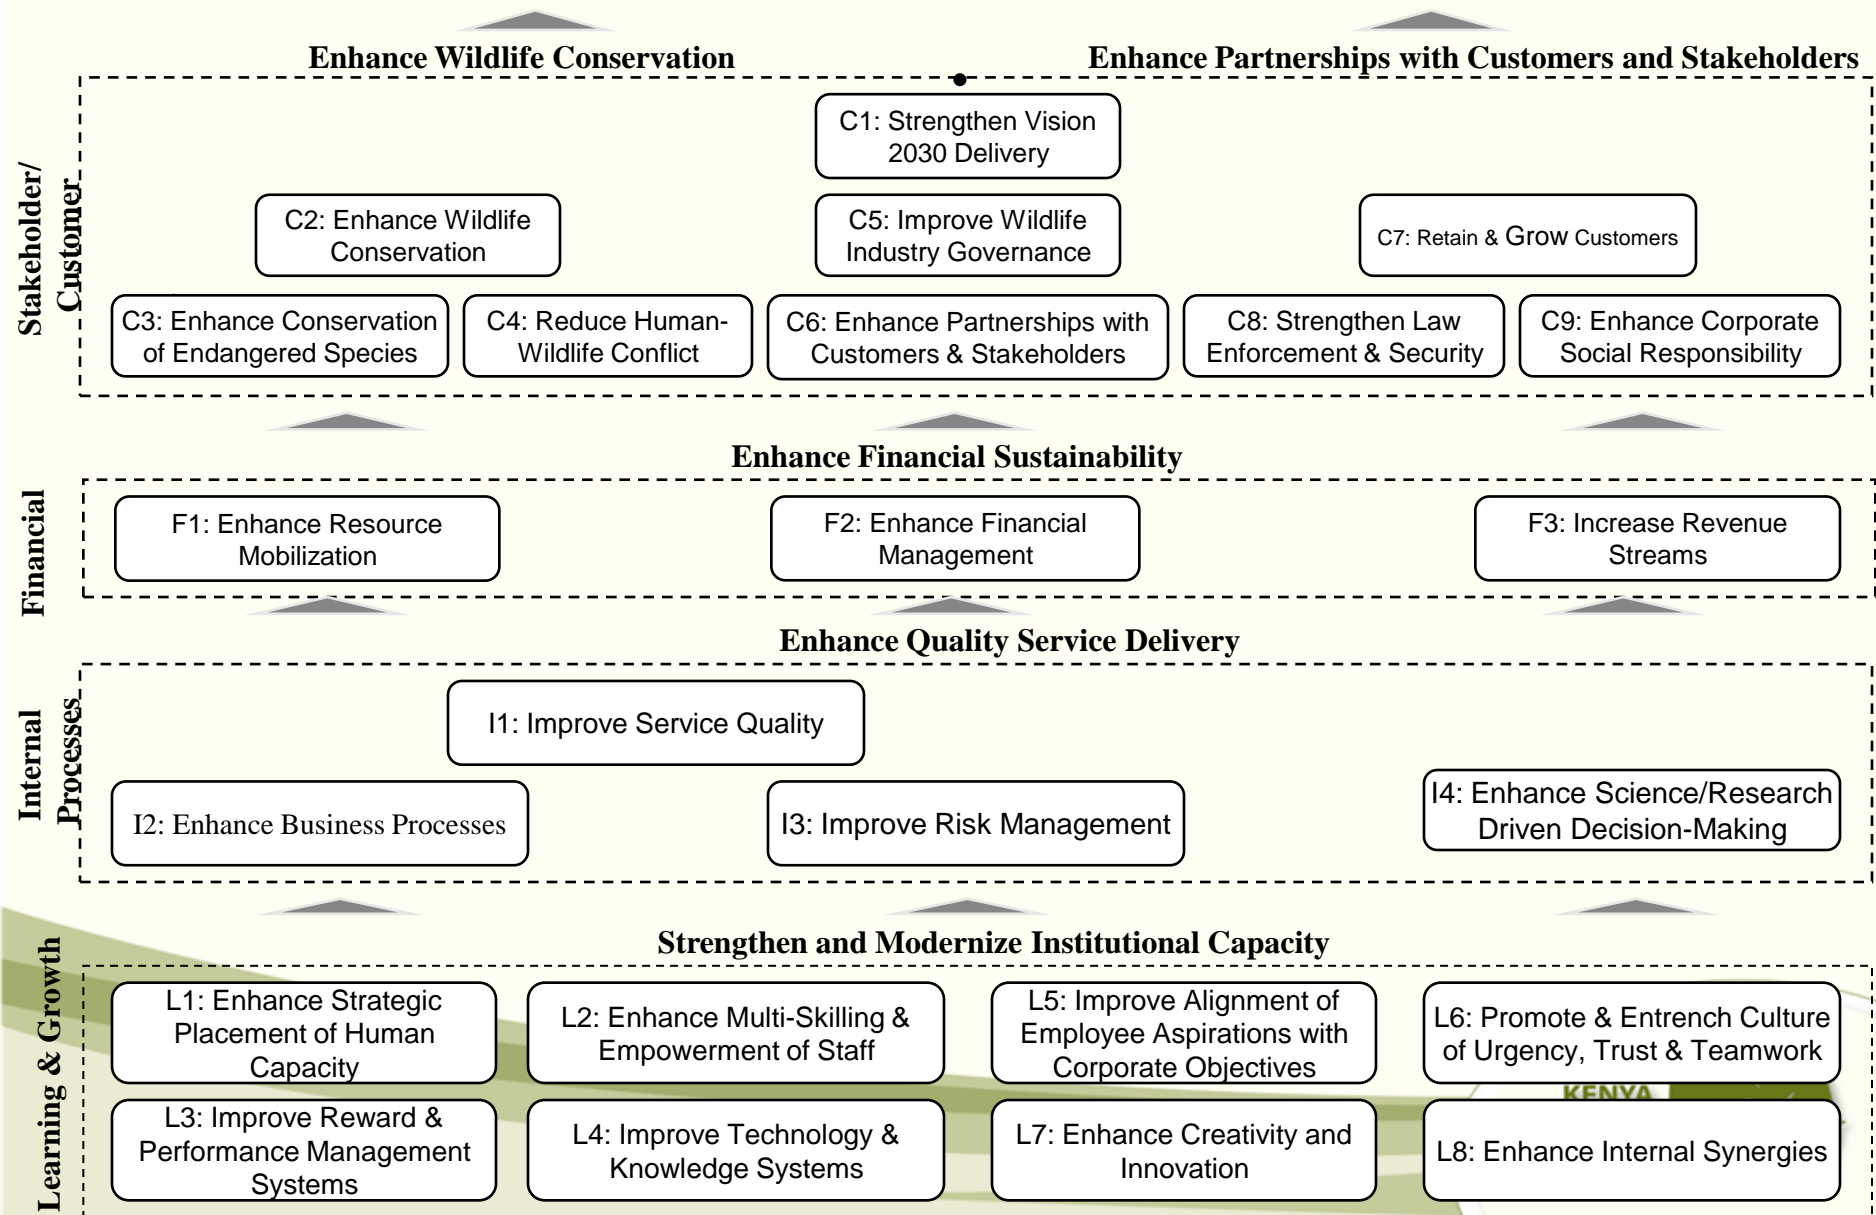 Enhance Wildlife Conservation
Enhance Partnerships with Customers and Stakeholders
Stakeholder/
Customer
C1: Strengthen Vision
2030 Delivery
C2: Enhance Wildlife
Conservation
C5: Improve Wildlife
Industry Governance
C7: Retain & Grow Customers
C3: Enhance Conservation
of Endangered Species
C4: Reduce Human-
Wildlife Conflict
C6: Enhance Partnerships with
Customers & Stakeholders
C8: Strengthen Law
Enforcement & Security
C9: Enhance Corporate
Social Responsibility
Enhance Financial Sustainability
Financial
F1: Enhance Resource
Mobilization
F2: Enhance Financial
Management
F3: Increase Revenue
Streams
Enhance Quality Service Delivery
Internal
Processes
I1: Improve Service Quality
I2: Enhance Business Processes
I3: Improve Risk Management
I4: Enhance Science/Research
Driven Decision-Making
Strengthen and Modernize Institutional Capacity
Learning & Growth
L1: Enhance Strategic
Placement of Human
Capacity
L2: Enhance Multi-Skilling &
Empowerment of Staff
L5: Improve Alignment of
Employee Aspirations with
Corporate Objectives
L6: Promote & Entrench Culture
of Urgency, Trust & Teamwork
KENYA
L3: Improve Reward &
Performance Management
Systems
L4: Improve Technology &
Knowledge Systems
L7: Enhance Creativity and
Innovation
L8: Enhance Internal Synergies